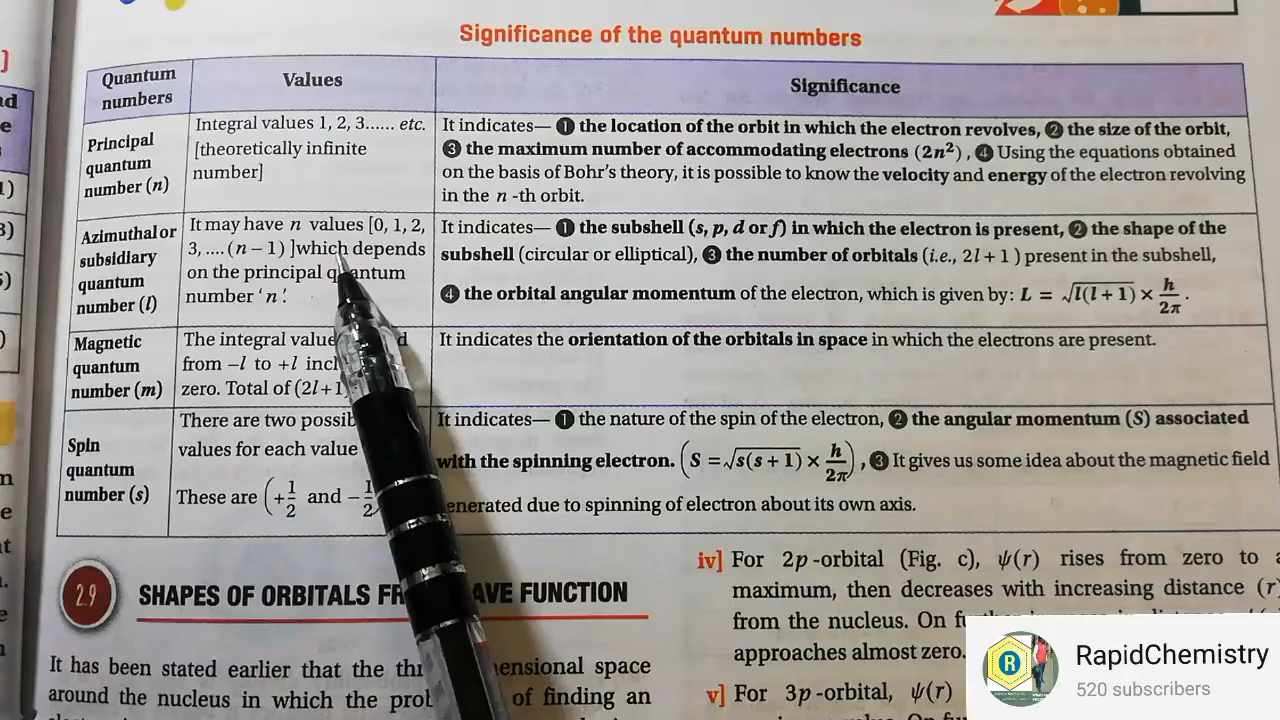 Significance of the quantum numbers
Quantum
numbers
Values
Significance
Principal
quantum
number (n)
Integral values 1, 2, 3...... etc.
[theoretically infinite
number]
It indicates— ❶ the location of the orbit in which the electron revolves, ❷ the size of the orbit,
❸ the maximum number of accommodating electrons (2n²), ❹ Using the equations obtained
on the basis of Bohr's theory, it is possible to know the velocity and energy of the electron revolving
in the n -th orbit.
Azimuthal or
subsidiary
quantum
number (l)
It may have n values [0, 1, 2,
3, ....(n − 1) ]which depends
on the principal quantum
number 'n'.
It indicates— ❶ the subshell (s, p, d or f) in which the electron is present, ❷ the shape of the
subshell (circular or elliptical), ❸ the number of orbitals (i.e., 2l + 1 ) present in the subshell,
❹ the orbital angular momentum of the electron, which is given by: L = √l(l + 1) × h/2π .
Magnetic
quantum
number (m)
The integral value
from −l to +l incl
zero. Total of (2l+1
It indicates the orientation of the orbitals in space in which the electrons are present.
Spin
quantum
number (s)
There are two possib
values for each value
These are (+1/2 and −1/2
It indicates— ❶ the nature of the spin of the electron, ❷ the angular momentum (S) associated
with the spinning electron. (S = √s(s + 1) × h/2π) , ❸ It gives us some idea about the magnetic field
enerated due to spinning of electron about its own axis.
2.9
SHAPES OF ORBITALS FR AVE FUNCTION
It has been stated earlier that the thr ensional space
around the nucleus in which the prob of finding an
iv] For 2p -orbital (Fig. c), ψ(r) rises from zero to
maximum, then decreases with increasing distance (r
from the nucleus. On
approaches almost zero.
v] For 3p -orbital, ψ(r)
RapidChemistry
520 subscribers